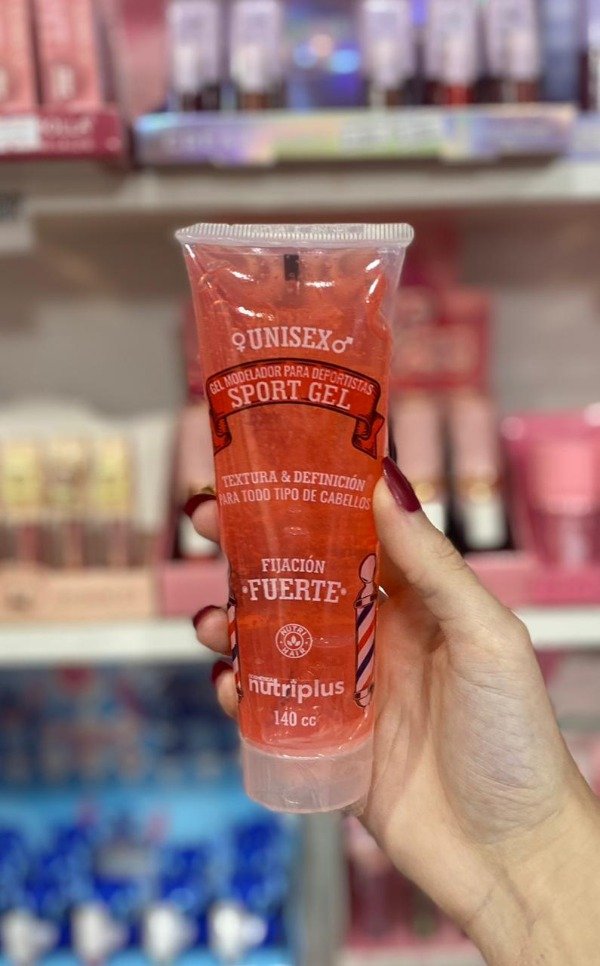 ♀UNISEX♂
GEL MODELADOR PARA DEPORTISTAS
SPORT GEL
TEXTURA & DEFINICIÓN
PARA TODO TIPO DE CABELLOS
FIJACIÓN
·FUERTE·
NUTRI
HAIR
nutriplus
140 cc